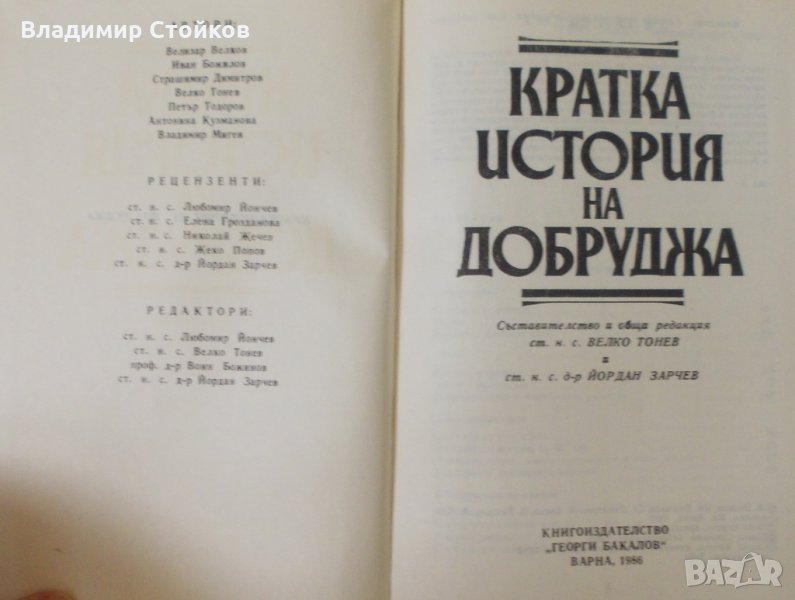 Владимир Стойков
АВТОРИ:
Велизар Велков
Иван Божилов
Страшимир Димитров
Велко Тонев
Петър Тодоров
Антонина Кузманова
Владимир Мигев
РЕЦЕНЗЕНТИ:
ст. н. с. Любомир Йончев
ст. н. с. Елена Грозданова
ст. н. с. Николай Жечев
ст. н. с. Жеко Попов
ст. н. с. д-р Йордан Зарчев
РЕДАКТОРИ:
ст. н. с. Любомир Йончев
ст. н. с. Велко Тонев
проф. д-р Воин Божинов
ст. н. с. д-р Йордан Зарчев
КРАТКА
ИСТОРИЯ
НА
ДОБРУДЖА
Съставителство и обща редакция
ст. н. с. ВЕЛКО ТОНЕВ
и
ст. н. с. д-р ЙОРДАН ЗАРЧЕВ
КНИГОИЗДАТЕЛСТВО
„ГЕОРГИ БАКАЛОВ"
ВАРНА, 1986
BAZAR